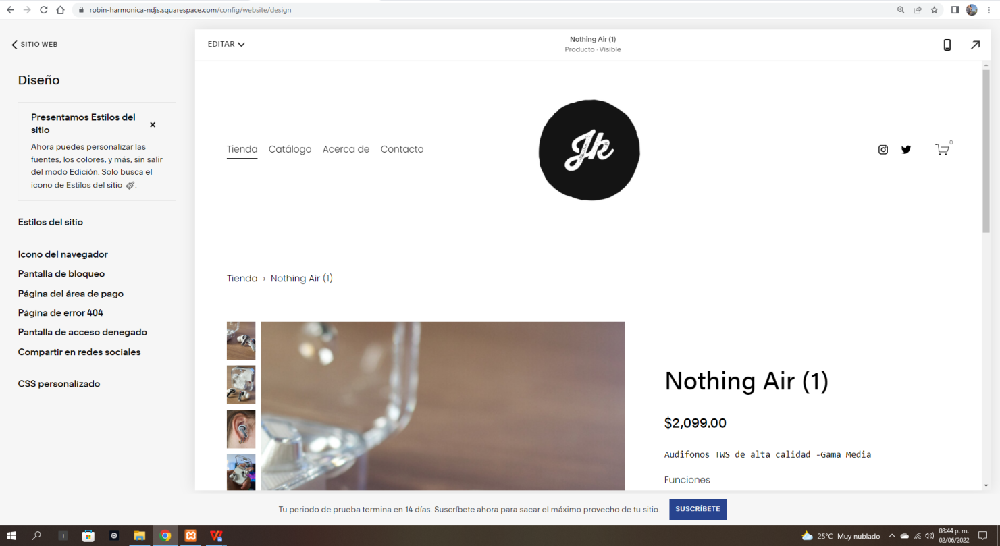 robin-harmonica-ndjs.squarespace.com/config/website/design
SITIO WEB
Diseño
Presentamos Estilos del
sitio
Ahora puedes personalizar las
fuentes, los colores, y más, sin salir
del modo Edición. Solo busca el
icono de Estilos del sitio .
Estilos del sitio
Icono del navegador
Pantalla de bloqueo
Página del área de pago
Página de error 404
Pantalla de acceso denegado
Compartir en redes sociales
CSS personalizado
EDITAR
Nothing Air (1)
Producto · Visible
Tienda Catálogo Acerca de Contacto
Jk
0
Tienda › Nothing Air (1)
Nothing Air (1)
$2,099.00
Audifonos TWS de alta calidad -Gama Media
Funciones
Tu periodo de prueba termina en 14 días. Suscríbete ahora para sacar el máximo provecho de tu sitio.
SUSCRÍBETE
25°C Muy nublado
08:44 p. m.
02/06/2022